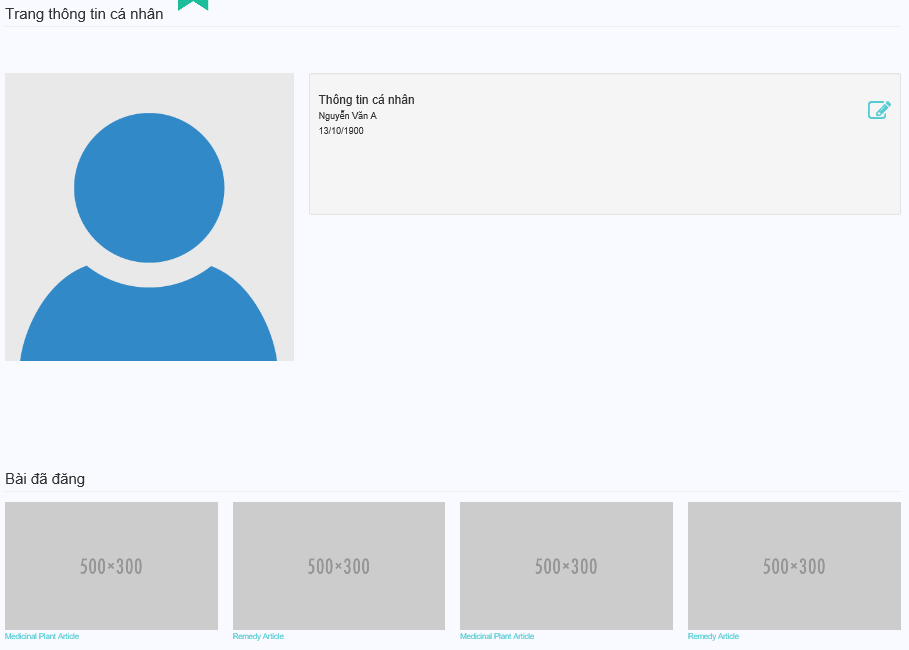 Trang thông tin cá nhân
Thông tin cá nhân
Nguyễn Văn A
13/10/1900
Bài đã đăng
500×300
500×300
500×300
500×300
Medicinal Plant Article
Remedy Article
Medicinal Plant Article
Remedy Article